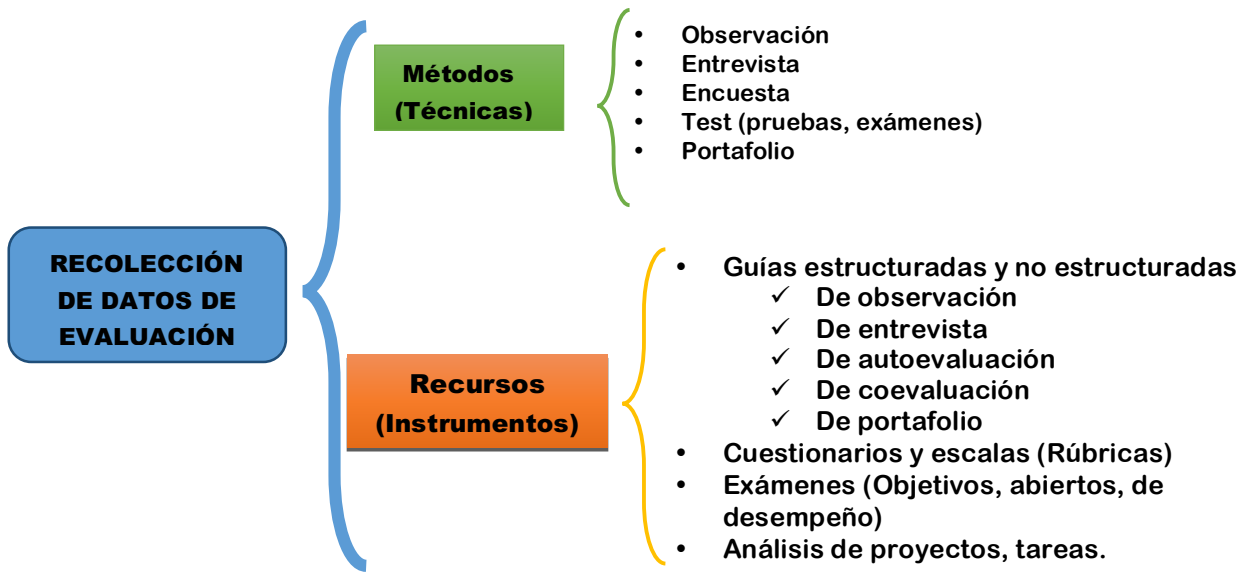 RECOLECCIÓN
DE DATOS DE
EVALUACIÓN
Métodos
(Técnicas)
• Observación
• Entrevista
• Encuesta
• Test (pruebas, exámenes)
• Portafolio
Recursos
(Instrumentos)
• Guías estructuradas y no estructuradas
✓ De observación
✓ De entrevista
✓ De autoevaluación
✓ De coevaluación
✓ De portafolio
• Cuestionarios y escalas (Rúbricas)
• Exámenes (Objetivos, abiertos, de
desempeño)
• Análisis de proyectos, tareas.